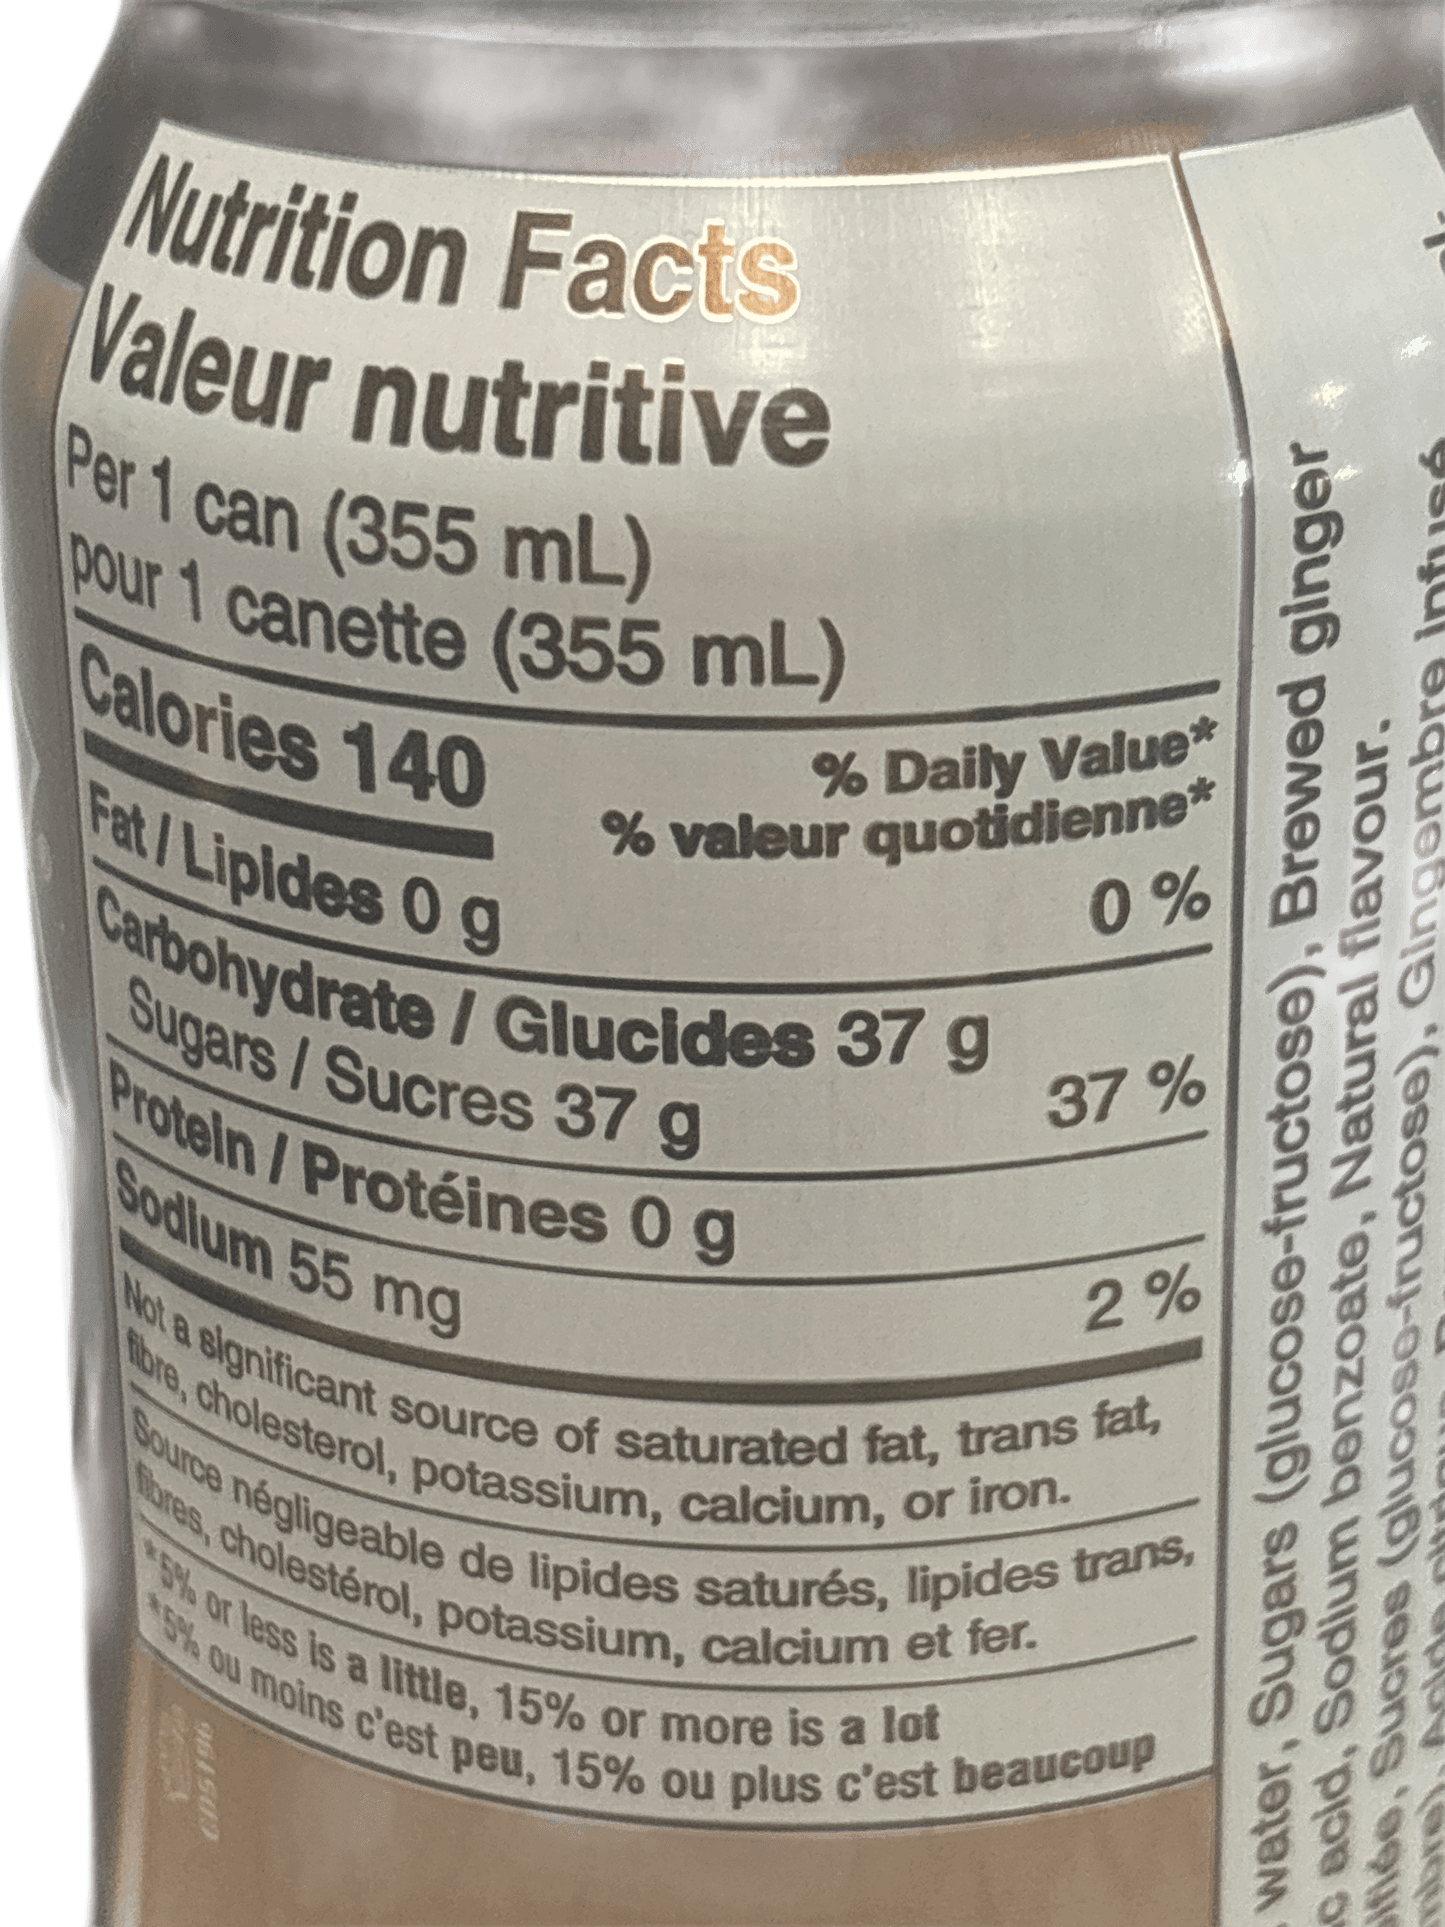 Nutrition Facts
Valeur nutritive
Per 1 can (355 mL)
pour 1 canette (355 mL)
Calories 140
% Daily Value*
% valeur quotidienne*
Fat / Lipides 0 g 0 %
Carbohydrate / Glucides 37 g
Sugars / Sucres 37 g 37 %
Protein / Protéines 0 g
Sodium 55 mg 2 %
Not a significant source of saturated fat, trans fat,
fibre, cholesterol, potassium, calcium, or iron.
Source négligeable de lipides saturés, lipides trans,
fibres, cholestérol, potassium, calcium et fer.
*5% or less is a little, 15% or more is a lot
*5% ou moins c'est peu, 15% ou plus c'est beaucoup
water, Sugars (glucose-fructose), Brewed ginger
c acid, Sodium benzoate, Natural flavour.
Sucres (glucose-fructose), Gingembre infusé